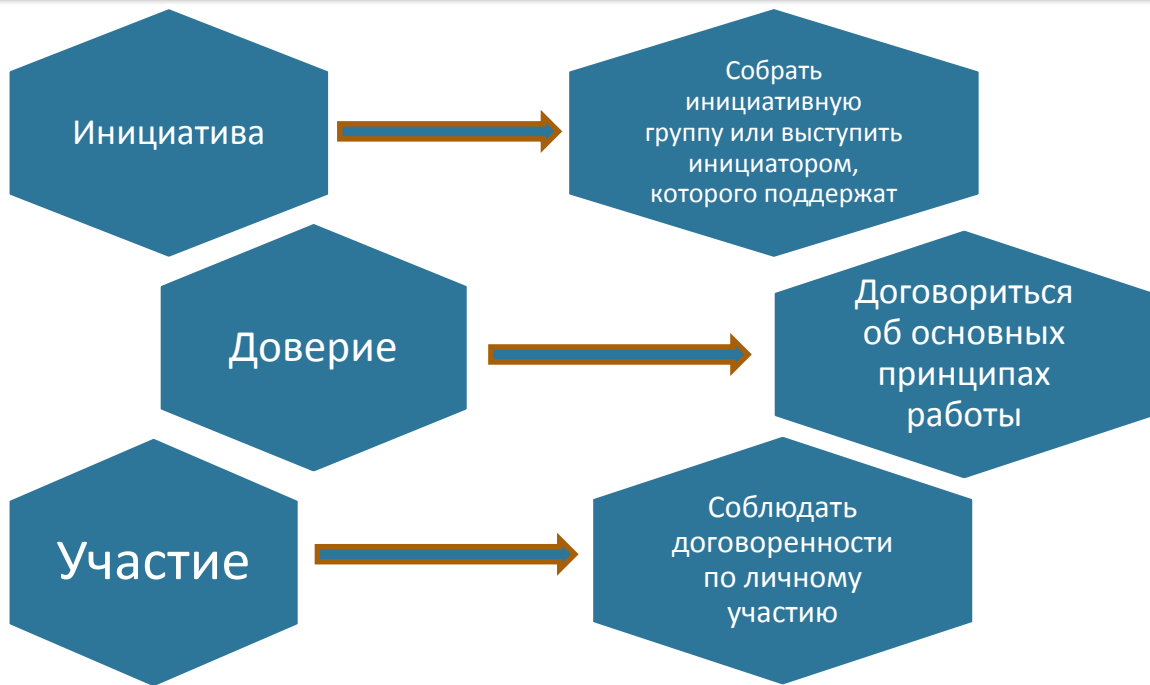 Инициатива
Собрать
инициативную
группу или выступить
инициатором,
которого поддержат
Доверие
Договориться
об основных
принципах
работы
Участие
Соблюдать
договоренности
по личному
участию